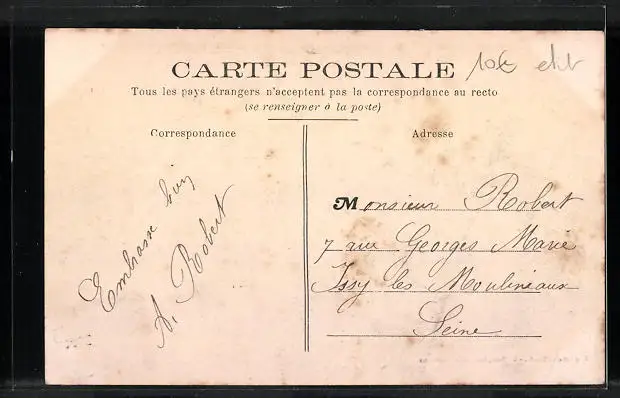 CARTE POSTALE
10€
Tous les pays étrangers n'acceptent pas la correspondance au recto
(se renseigner à la poste)
Correspondance
Adresse
Embrasse bien
A. Robert
Monsieur Robert
7 rue Georges Marie
Issy les Moulineaux
Seine